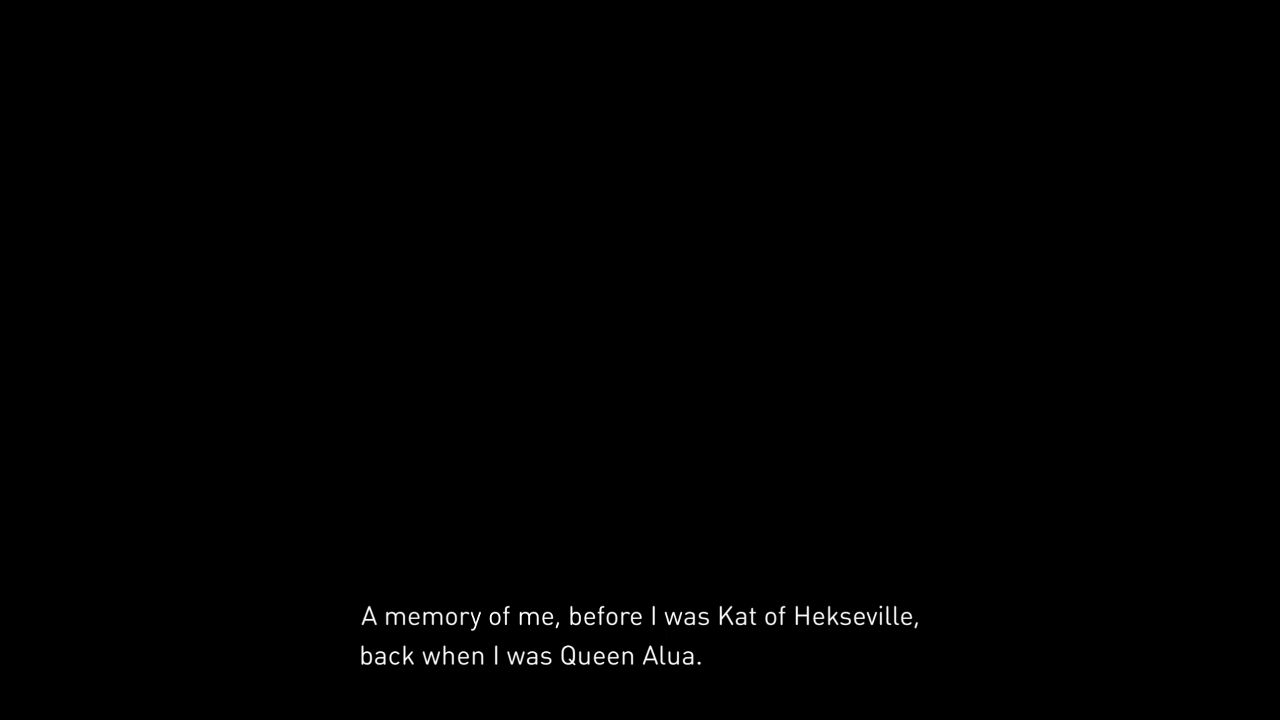 A memory of me, before I was Kat of Hekseville,
back when I was Queen Alua.